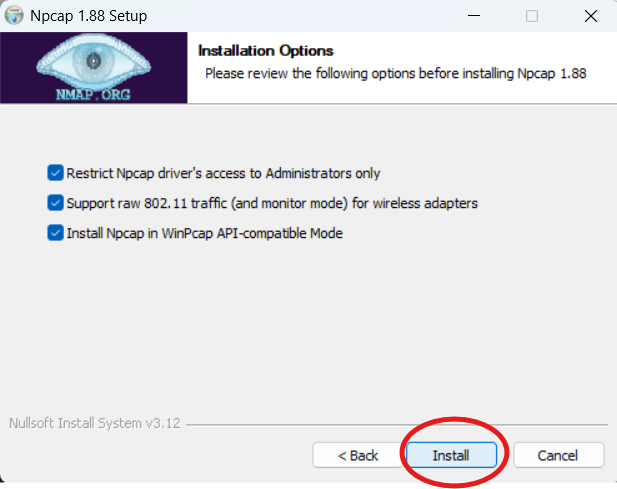 Npcap 1.88 Setup
NMAP.ORG
Installation Options
Please review the following options before installing Npcap 1.88
Restrict Npcap driver's access to Administrators only
Support raw 802.11 traffic (and monitor mode) for wireless adapters
Install Npcap in WinPcap API-compatible Mode
Nullsoft Install System v3.12
< Back
Install
Cancel